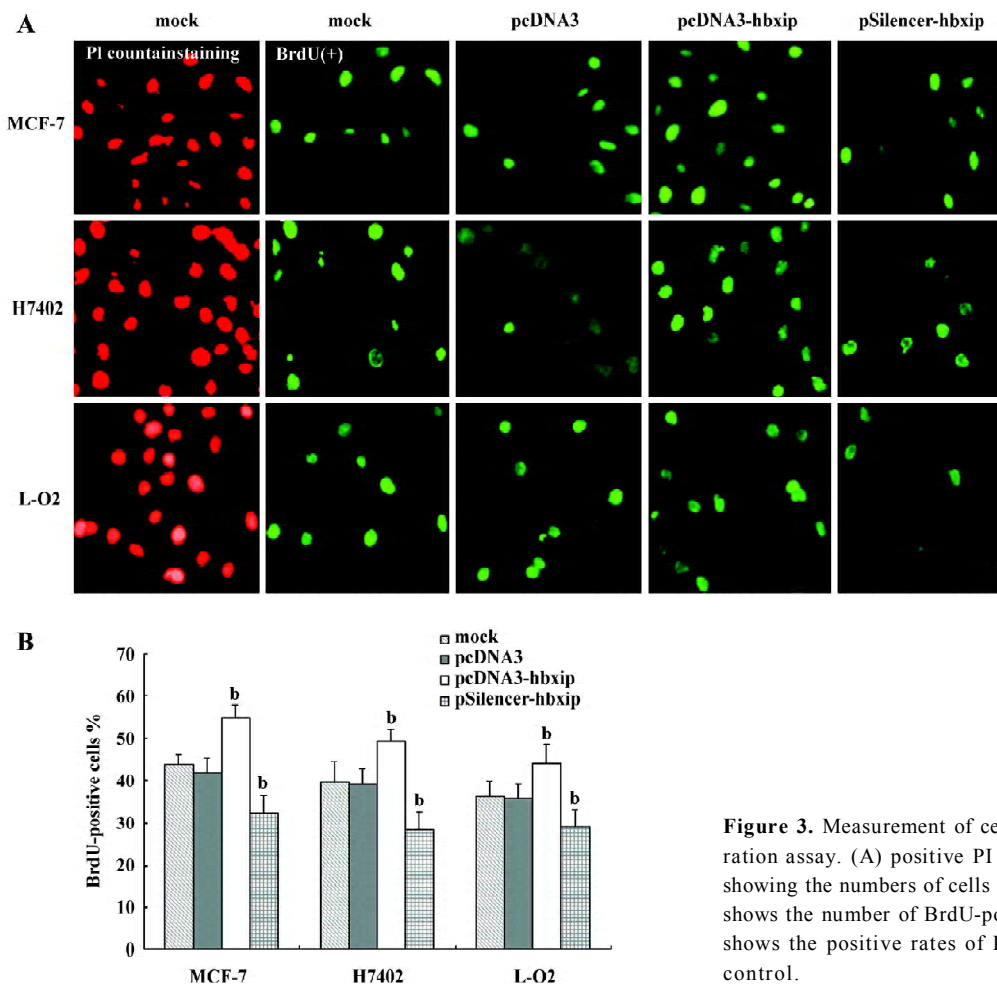 A
mock mock pcDNA3 pcDNA3-hbxip pSilencer-hbxip
PI countainstaining BrdU(+)
MCF-7
H7402
L-O2
B
mock
pcDNA3
pcDNA3-hbxip
pSilencer-hbxip
BrdU-positive cells %
70
60
50
40
30
20
10
0
b b b b b b
MCF-7 H7402 L-O2
Figure 3. Measurement of
ration assay. (A) positive PI
showing the numbers of cells
shows the number of
shows the positive rates of
control.